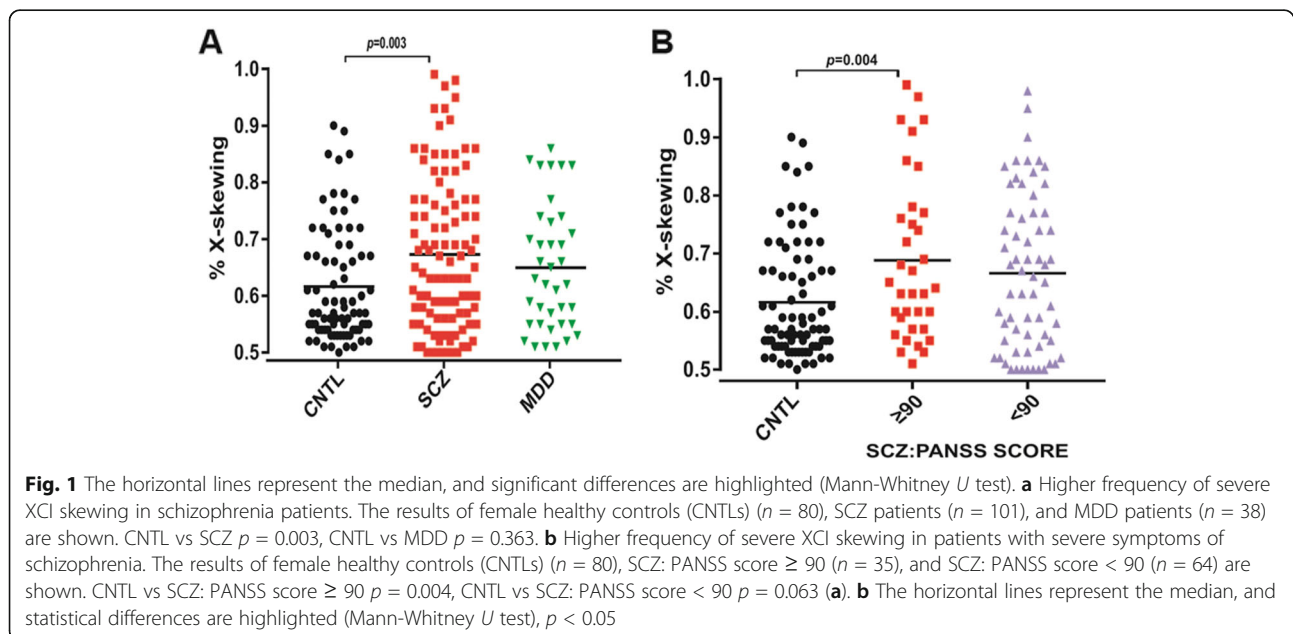 A
B
p=0.003
p=0.004
% X-skewing
1.0
0.9
0.8
0.7
0.6
0.5
CNTL
SCZ
MDD
% X-skewing
1.0
0.9
0.8
0.7
0.6
0.5
CNTL
≥90
<90
SCZ:PANSS SCORE
Fig. 1 The horizontal lines represent the median, and significant differences are highlighted (Mann-Whitney U test). a Higher frequency of severe
XCI skewing in schizophrenia patients. The results of female healthy controls (CNTLs) (n = 80), SCZ patients (n = 101), and MDD patients (n = 38)
are shown. CNTL vs SCZ p = 0.003, CNTL vs MDD p = 0.363. b Higher frequency of severe XCI skewing in patients with severe symptoms of
schizophrenia. The results of female healthy controls (CNTLs) (n = 80), SCZ: PANSS score ≥ 90 (n = 35), and SCZ: PANSS score < 90 (n = 64) are
shown. CNTL vs SCZ: PANSS score ≥ 90 p = 0.004, CNTL vs SCZ: PANSS score < 90 p = 0.063 (a). b The horizontal lines represent the median, and
statistical differences are highlighted (Mann-Whitney U test), p < 0.05